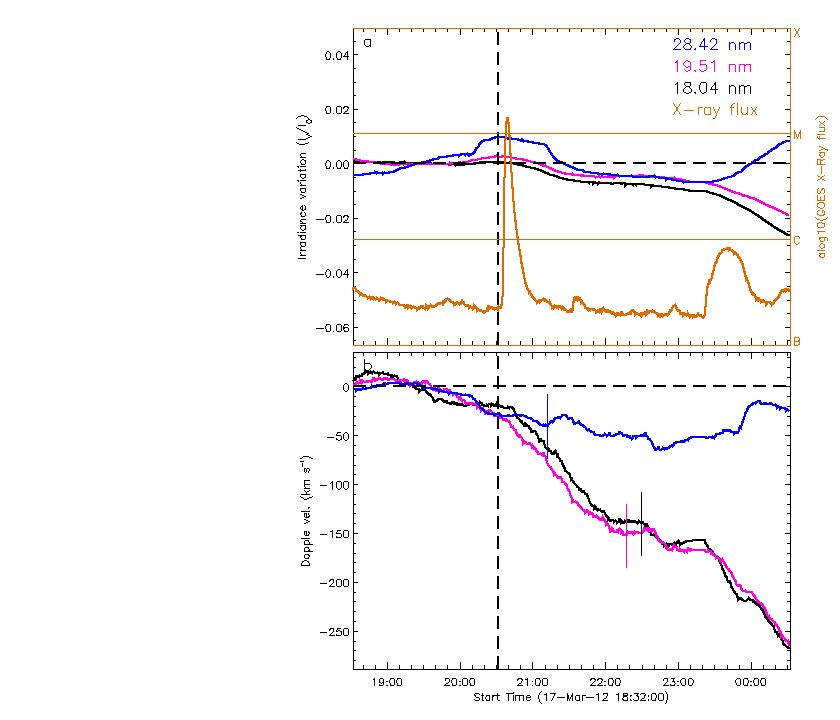 a
28.42 nm
19.51 nm
18.04 nm
X-ray flux
X
M
C
B
alog10(GOES X-Ray flux)
0.04
0.02
0.00
-0.02
-0.04
-0.06
Irradiance variation (I_v/I_0)
b
0
-50
-100
-150
-200
-250
Dopple vel. (km s⁻¹)
19:00 20:00 21:00 22:00 23:00 00:00
Start Time (17-Mar-12 18:32:00)